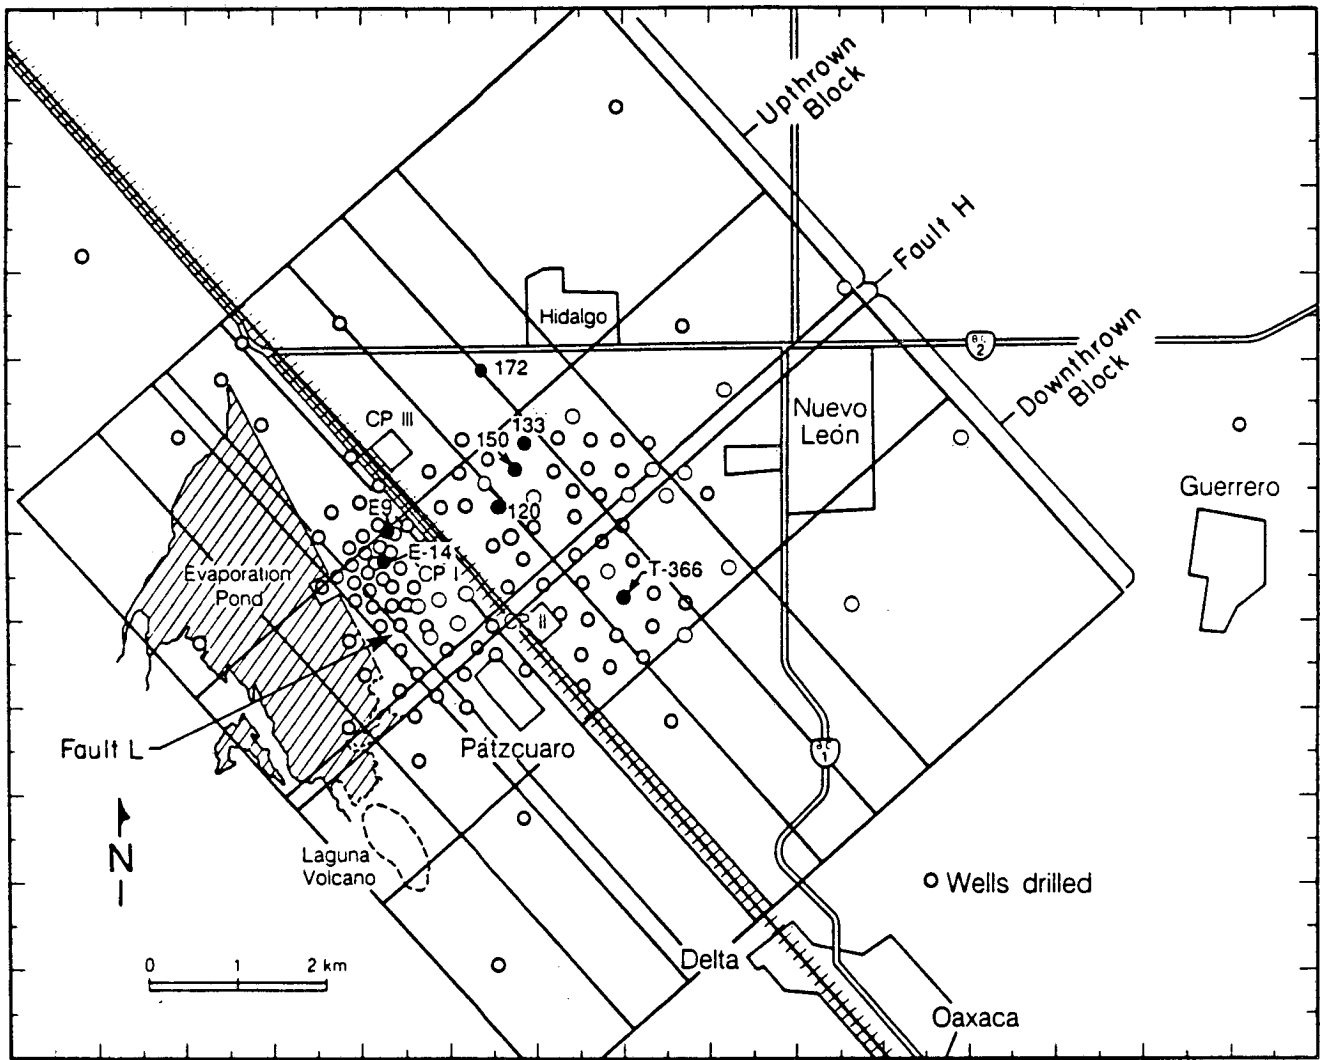 Upthrown
Block
Fault H
Hidalgo
B.C.
2
Downthrown
Block
172
CP III
133
150
Nuevo
León
Guerrero
E9
120
E-14
CP I
T-366
Evaporation
Pond
CP II
Fault L
Pátzcuaro
B.C.
1
N
Laguna
Volcano
Wells drilled
0 1 2 km
Delta
Oaxaca